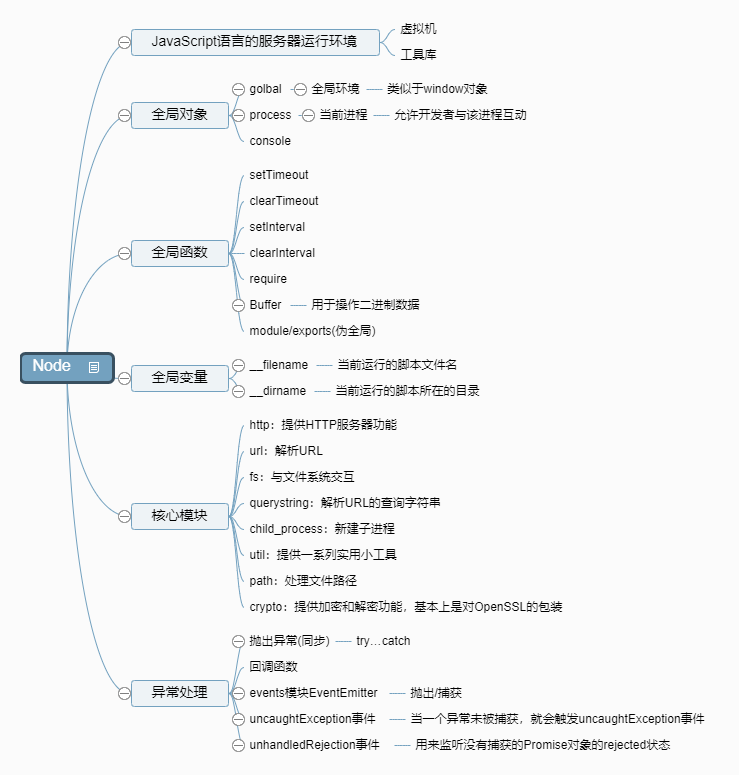 JavaScript语言的服务器运行环境
虚拟机
工具库
全局对象
golbal
全局环境
类似于window对象
process
当前进程
允许开发者与该进程互动
console
全局函数
setTimeout
clearTimeout
setInterval
clearInterval
require
Buffer
用于操作二进制数据
module/exports(伪全局)
Node
全局变量
__filename
当前运行的脚本文件名
__dirname
当前运行的脚本所在的目录
核心模块
http：提供HTTP服务器功能
url：解析URL
fs：与文件系统交互
querystring：解析URL的查询字符串
child_process：新建子进程
util：提供一系列实用小工具
path：处理文件路径
crypto：提供加密和解密功能，基本上是对OpenSSL的包装
异常处理
抛出异常(同步)
try…catch
回调函数
events模块EventEmitter
抛出/捕获
uncaughtException事件
当一个异常未被捕获，就会触发uncaughtException事件
unhandledRejection事件
用来监听没有捕获的Promise对象的rejected状态